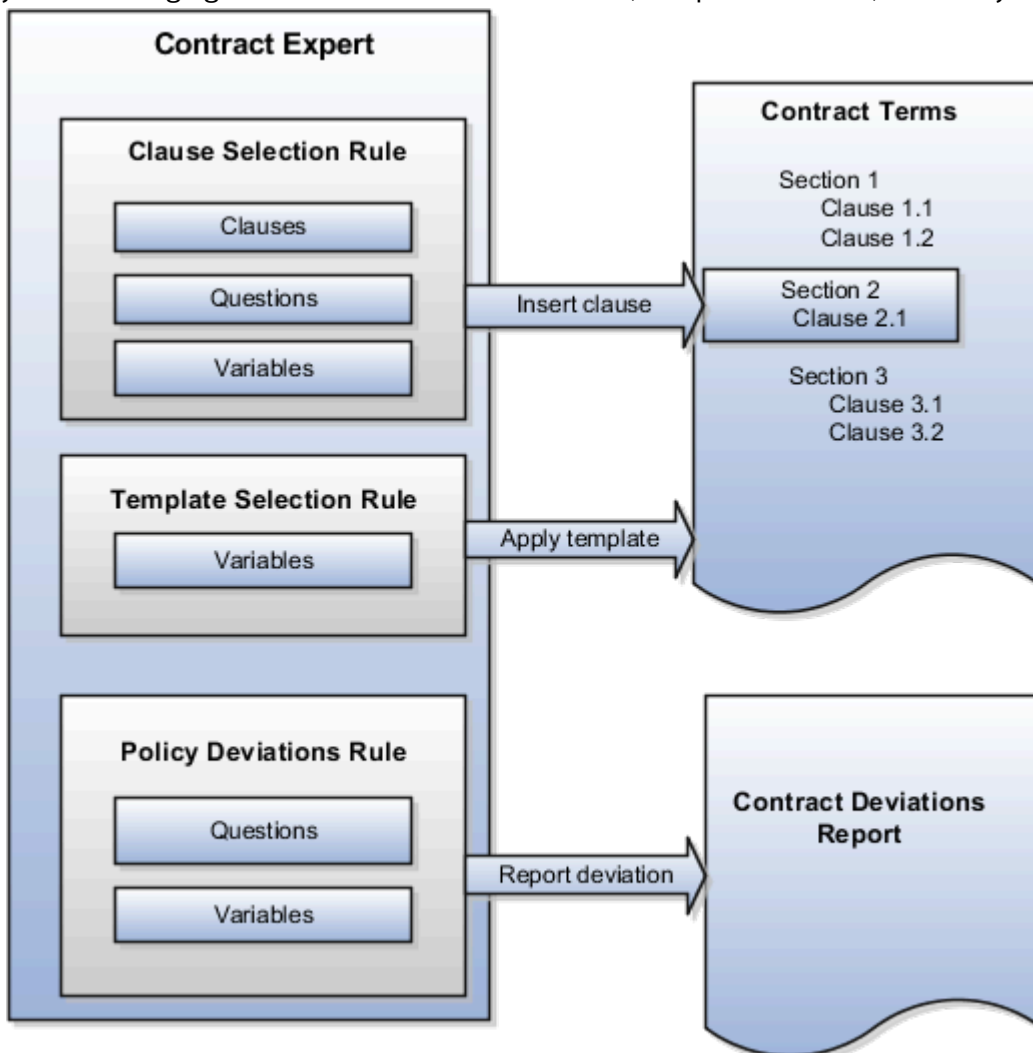 Contract Expert
Clause Selection Rule
Clauses
Questions
Variables
Insert clause
Template Selection Rule
Variables
Apply template
Policy Deviations Rule
Questions
Variables
Report deviation
Contract Terms
Section 1
Clause 1.1
Clause 1.2
Section 2
Clause 2.1
Section 3
Clause 3.1
Clause 3.2
Contract Deviations
Report